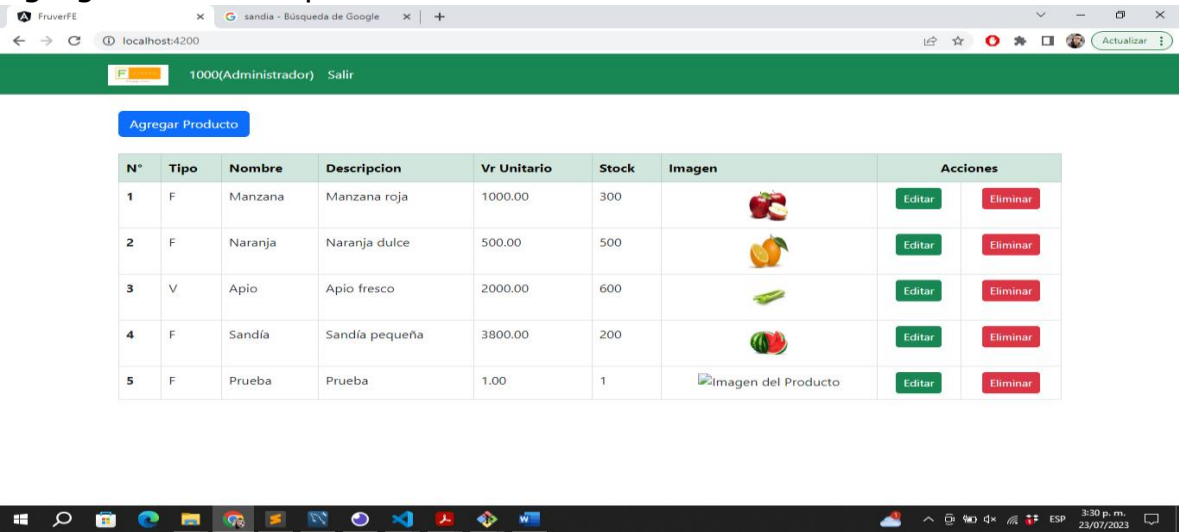 FruverFE
sandia - Búsqueda de Google
localhost:4200
Actualizar
F
1000(Administrador) Salir
Agregar Producto
N° Tipo Nombre Descripcion Vr Unitario Stock Imagen Acciones
1 F Manzana Manzana roja 1000.00 300 Editar Eliminar
2 F Naranja Naranja dulce 500.00 500 Editar Eliminar
3 V Apio Apio fresco 2000.00 600 Editar Eliminar
4 F Sandía Sandía pequeña 3800.00 200 Editar Eliminar
5 F Prueba Prueba 1.00 1 Imagen del Producto Editar Eliminar
ESP
3:30 p. m.
23/07/2023